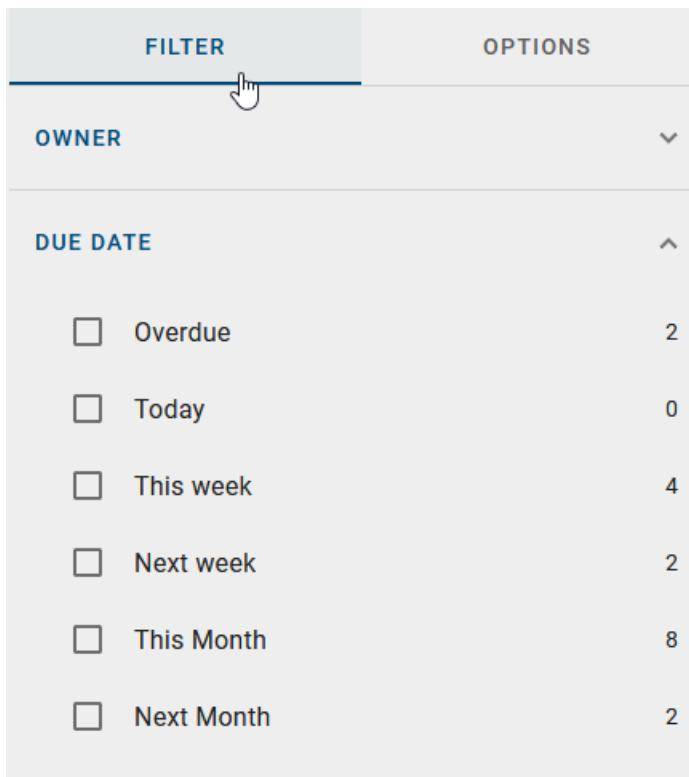 FILTER OPTIONS
OWNER
DUE DATE
Overdue 2
Today 0
This week 4
Next week 2
This Month 8
Next Month 2